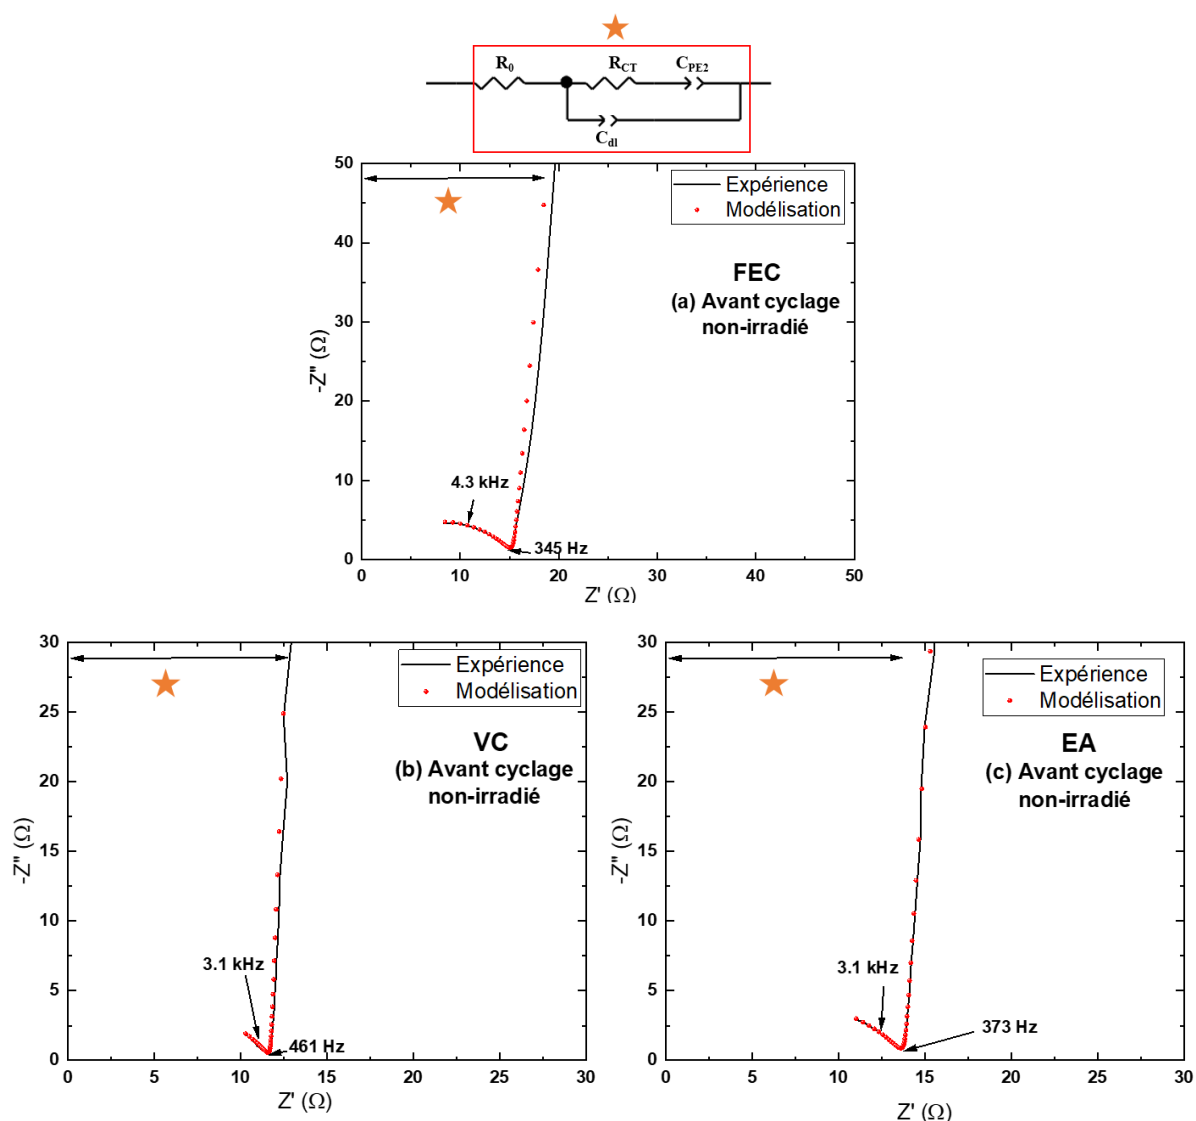 R0 RCT CPE2
Cdl
50
40
30
20
10
0
-Z'' (Ω)
Expérience
Modélisation
FEC
(a) Avant cyclage
non-irradié
4.3 kHz
345 Hz
0 10 20 30 40 50
Z' (Ω)
30
25
20
15
10
5
0
-Z'' (Ω)
Expérience
Modélisation
VC
(b) Avant cyclage
non-irradié
3.1 kHz
461 Hz
0 5 10 15 20 25 30
Z' (Ω)
30
25
20
15
10
5
0
-Z'' (Ω)
Expérience
Modélisation
EA
(c) Avant cyclage
non-irradié
3.1 kHz
373 Hz
0 5 10 15 20 25 30
Z' (Ω)